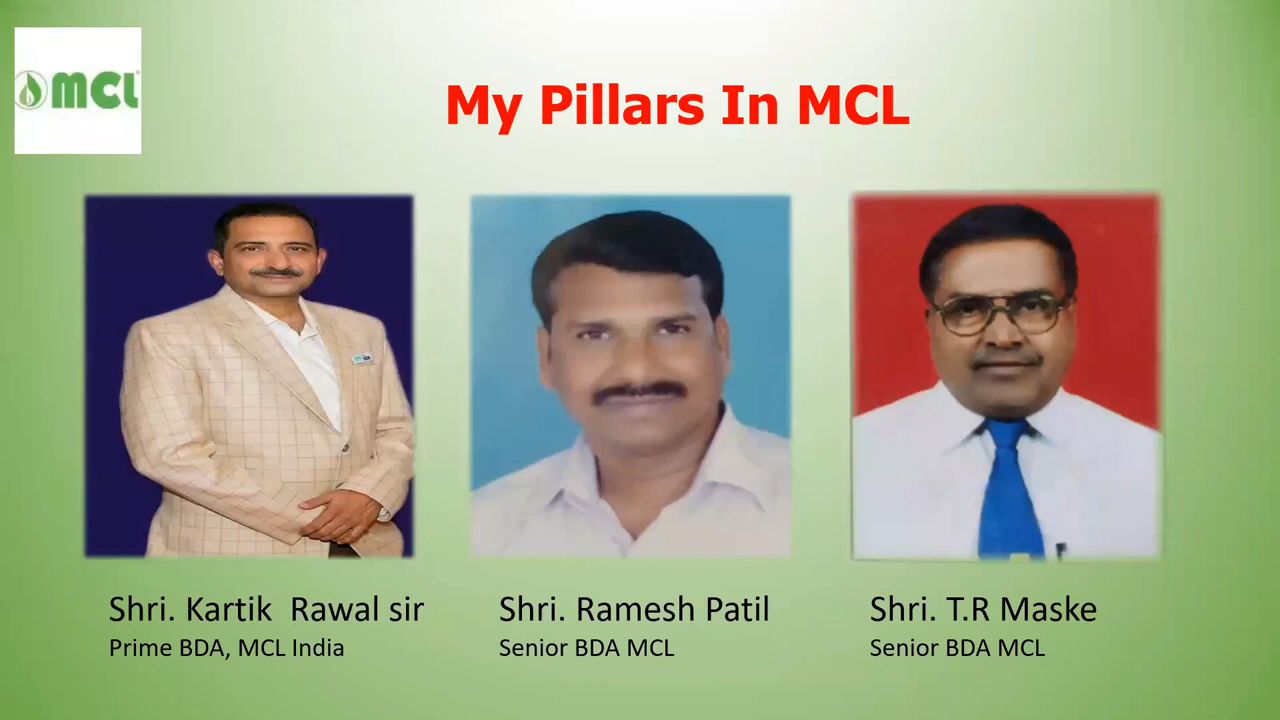 mcl
My Pillars In MCL
Shri. Kartik  Rawal sir
Prime BDA, MCL India
Shri. Ramesh Patil
Senior BDA MCL
Shri. T.R Maske
Senior BDA MCL